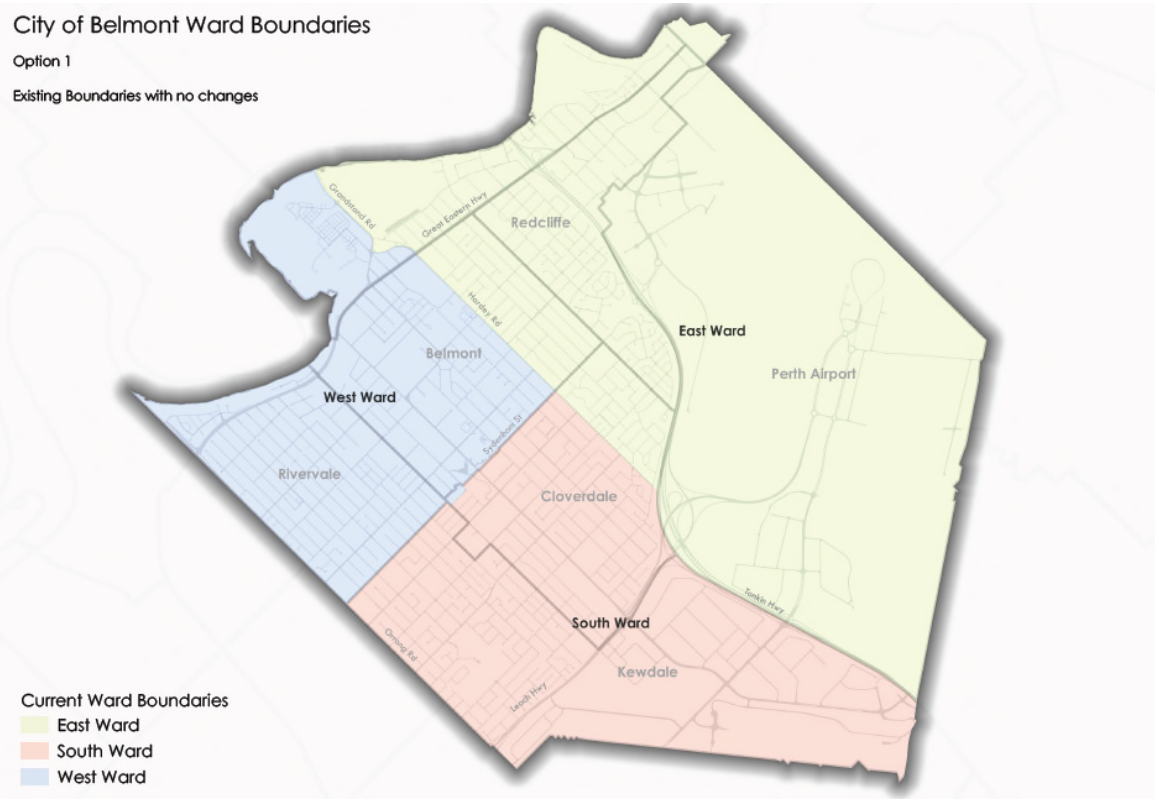 City of Belmont Ward Boundaries
Option 1
Existing Boundaries with no changes
Grandstand Rd
Great Eastern Hwy
Redcliffe
Hardey Rd
East Ward
Belmont
Perth Airport
West Ward
Sydenham St
Rivervale
Cloverdale
Tonkin Hwy
South Ward
Orrong Rd
Kewdale
Leach Hwy
Current Ward Boundaries
East Ward
South Ward
West Ward